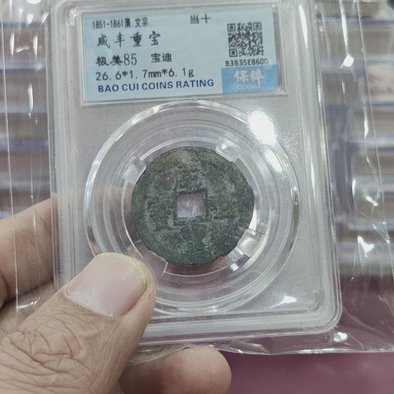 1851~1861清 文宗 当十
咸丰重宝
极美85 宝迪
26.6*1.7mm*6.1g
BAO CUI COINS RATING
B3B35E8600
保粹